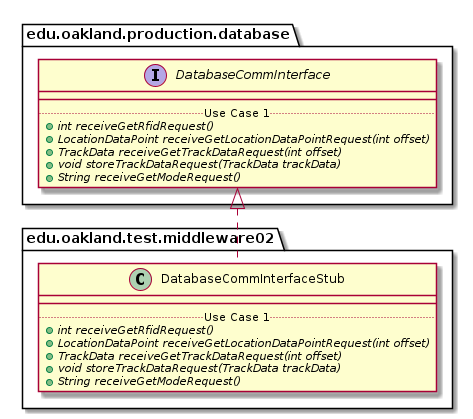 edu.oakland.production.database
I DatabaseCommInterface
Use Case 1
int receiveGetRfidRequest()
LocationDataPoint receiveGetLocationDataPointRequest(int offset)
TrackData receiveGetTrackDataRequest(int offset)
void storeTrackDataRequest(TrackData trackData)
String receiveGetModeRequest()
edu.oakland.test.middleware02
C DatabaseCommInterfaceStub
Use Case 1
int receiveGetRfidRequest()
LocationDataPoint receiveGetLocationDataPointRequest(int offset)
TrackData receiveGetTrackDataRequest(int offset)
void storeTrackDataRequest(TrackData trackData)
String receiveGetModeRequest()